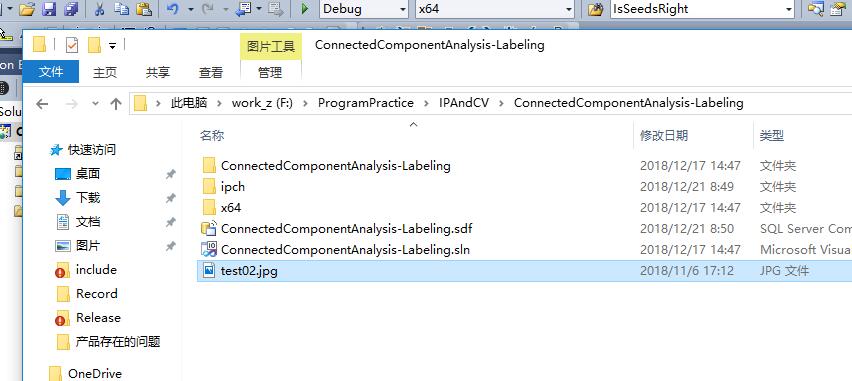 Debug
x64
IsSeedsRight
图片工具
ConnectedComponentAnalysis-Labeling
文件
主页
共享
查看
管理
此电脑
work_z (F:)
ProgramPractice
IPAndCV
ConnectedComponentAnalysis-Labeling
名称
修改日期
类型
快速访问
桌面
下载
文档
图片
include
Record
Release
产品存在的问题
OneDrive
ConnectedComponentAnalysis-Labeling 2018/12/17 14:47 文件夹
ipch 2018/12/21 8:49 文件夹
x64 2018/12/17 14:47 文件夹
ConnectedComponentAnalysis-Labeling.sdf 2018/12/21 8:50 SQL Server Com
ConnectedComponentAnalysis-Labeling.sln 2018/12/17 14:47 Microsoft Visua
test02.jpg 2018/11/6 17:12 JPG 文件